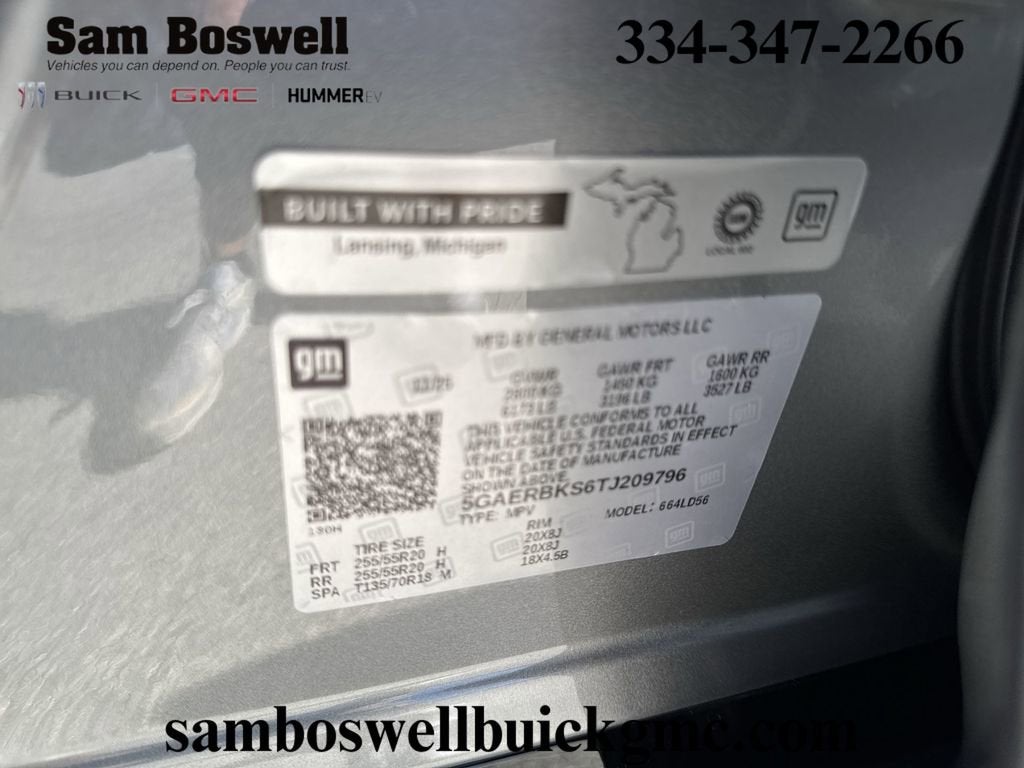 Sam Boswell
Vehicles you can depend on. People you can trust.
BUICK GMC HUMMER EV
334-347-2266
BUILT WITH PRIDE
Lansing, Michigan
LOCAL
gm
gm
MFD BY GENERAL MOTORS LLC
GAWR FRT GAWR RR
1450 KG 1600 KG
3196 LB 3527 LB
THIS VEHICLE CONFORMS TO ALL
APPLICABLE U.S. FEDERAL MOTOR
VEHICLE SAFETY STANDARDS IN EFFECT
ON THE DATE OF MANUFACTURE
SHOWN ABOVE.
5GAERBKS6TJ209796
TYPE: MPV MODEL: 664LD56
TIRE SIZE RIM
FRT 255/55R20 H 20X8J
RR 255/55R20 H 20X8J
SPA T135/70R18 M 18X4.5B
samboswellbuickgmc.com